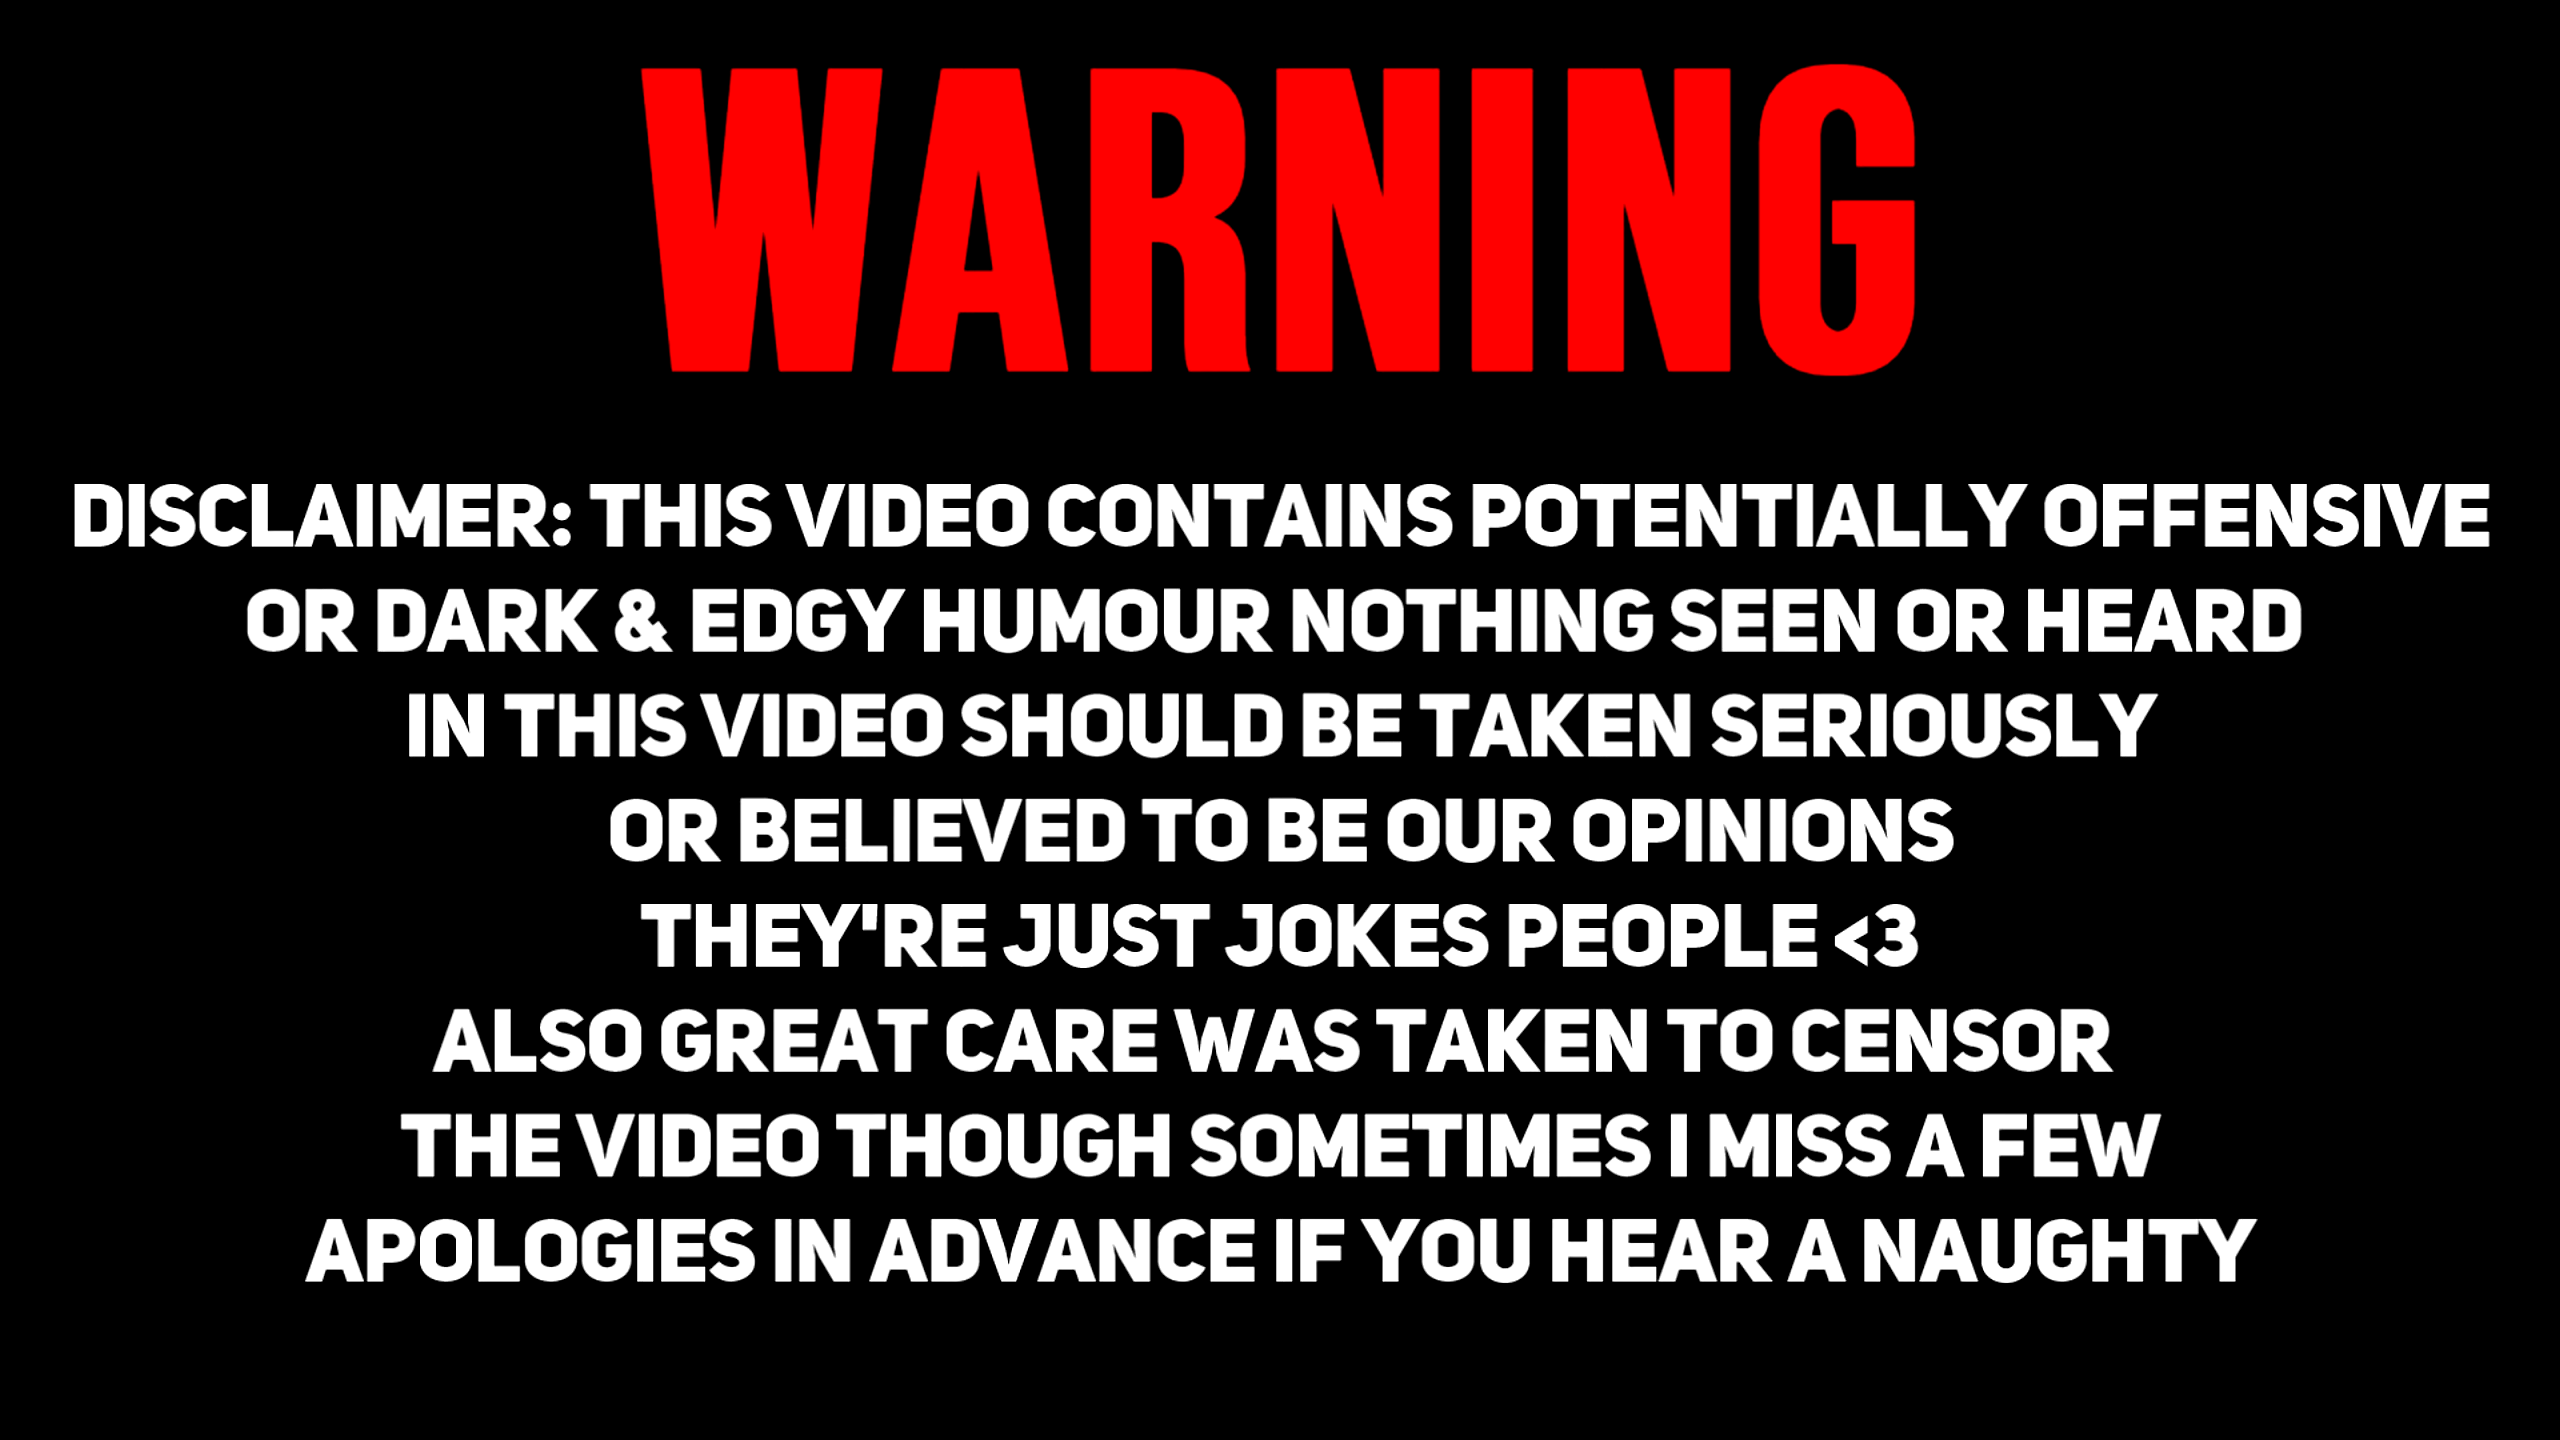 WARNING
DISCLAIMER: THIS VIDEO CONTAINS POTENTIALLY OFFENSIVE
OR DARK & EDGY HUMOUR NOTHING SEEN OR HEARD
IN THIS VIDEO SHOULD BE TAKEN SERIOUSLY
OR BELIEVED TO BE OUR OPINIONS
THEY'RE JUST JOKES PEOPLE <3
ALSO GREAT CARE WAS TAKEN TO CENSOR
THE VIDEO THOUGH SOMETIMES I MISS A FEW
APOLOGIES IN ADVANCE IF YOU HEAR A NAUGHTY